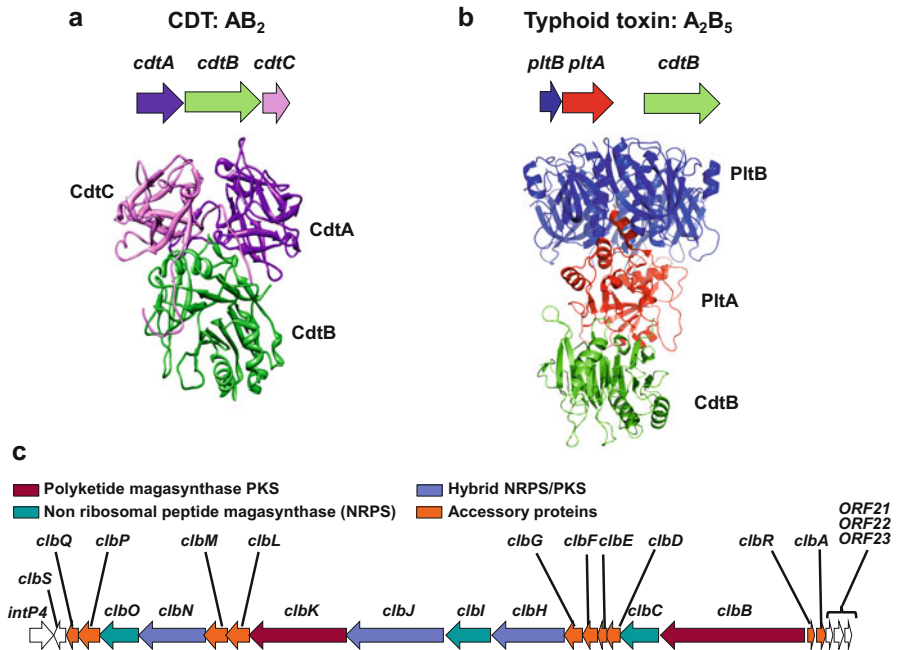 a
CDT: AB2
cdtA cdtB cdtC
CdtC
CdtA
CdtB
b
Typhoid toxin: A2B5
pltB pltA cdtB
PltB
PltA
CdtB
c
Polyketide magasynthase PKS
Non ribosomal peptide magasynthase (NRPS)
Hybrid NRPS/PKS
Accessory proteins
ORF21
ORF22
ORF23
clbQ clbP clbM clbL clbG clbF clbE clbD clbR clbA
clbS
intP4 clbO clbN clbK clbJ clbI clbH clbC clbB